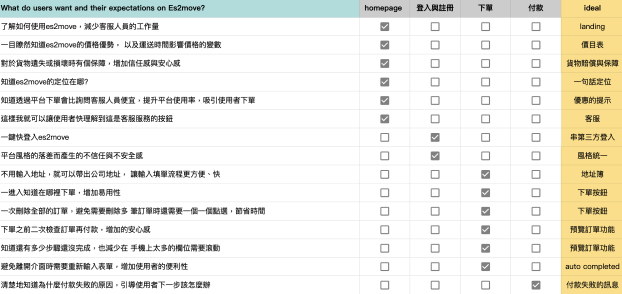 What do users want and their expectations on Es2move? homepage 登入與註冊 下單 付款 ideal
了解如何使用es2move，減少客服人員的工作量 landing
一目瞭然知道es2move的價格優勢， 以及運送時間影響價格的變數 價目表
對於貨物遺失或損壞時有個保障，增加信任感與安心感 貨物賠償與保障
知道es2move的定位在哪? 一句話定位
知道透過平台下單會比詢問客服人員便宜，提升平台使用率，吸引使用者下單 優惠的提示
這樣我就可以讓使用者快理解到這是客服服務的按鈕 客服
一鍵快登入es2move 串第三方登入
平台風格的落差而產生的不信任與不安全感 風格統一
不用輸入地址，就可以帶出公司地址， 讓輸入填單流程更方便、快 地址簿
一進入知道在哪裡下單，增加易用性 下單按鈕
一次刪除全部的訂單，避免需要刪除多 筆訂單時還需要一個一個點選，節省時間 下單按鈕
下單之前二次檢查訂單再付款，增加的安心感 預覽訂單功能
知道還有多少步驟還沒完成，也減少在 手機上太多的欄位需要滾動 預覽訂單功能
避免離開介面時需要重新輸入表單，增加使用者的便利性 auto completed
清楚地知道為什麼付款失敗的原因，引導使用者下一步該怎麼辦 付款失敗的訊息